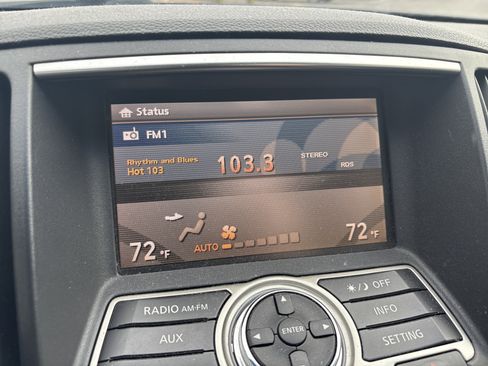 Status
FM1
Rhythm and Blues
Hot 103
103.3
STEREO
RDS
72 °F
AUTO
72 °F
RADIO AM•FM
AUX
ENTER
OFF
INFO
SETTING